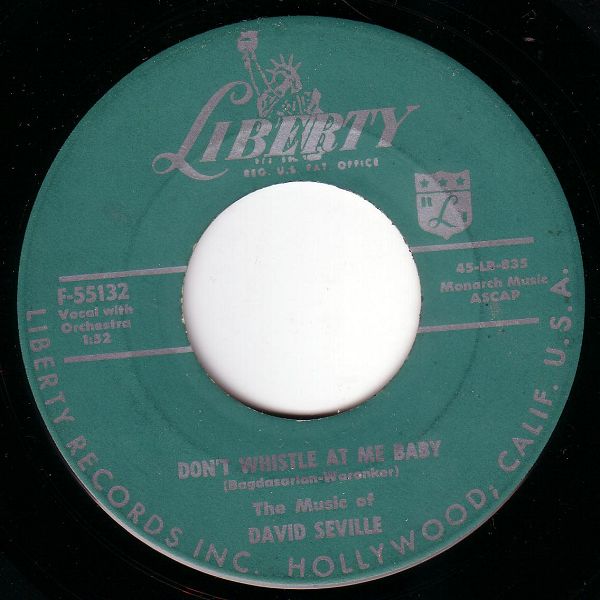 LIBERTY
REG. U.S. PAT. OFFICE
F-55132
Vocal with
Orchestra
1:52
45-LB-835
Monarch Music
ASCAP
DON'T WHISTLE AT ME BABY
(Bagdasarian-Waronker)
The Music of
DAVID SEVILLE
LIBERTY RECORDS INC. HOLLYWOOD, CALIF. U.S.A.